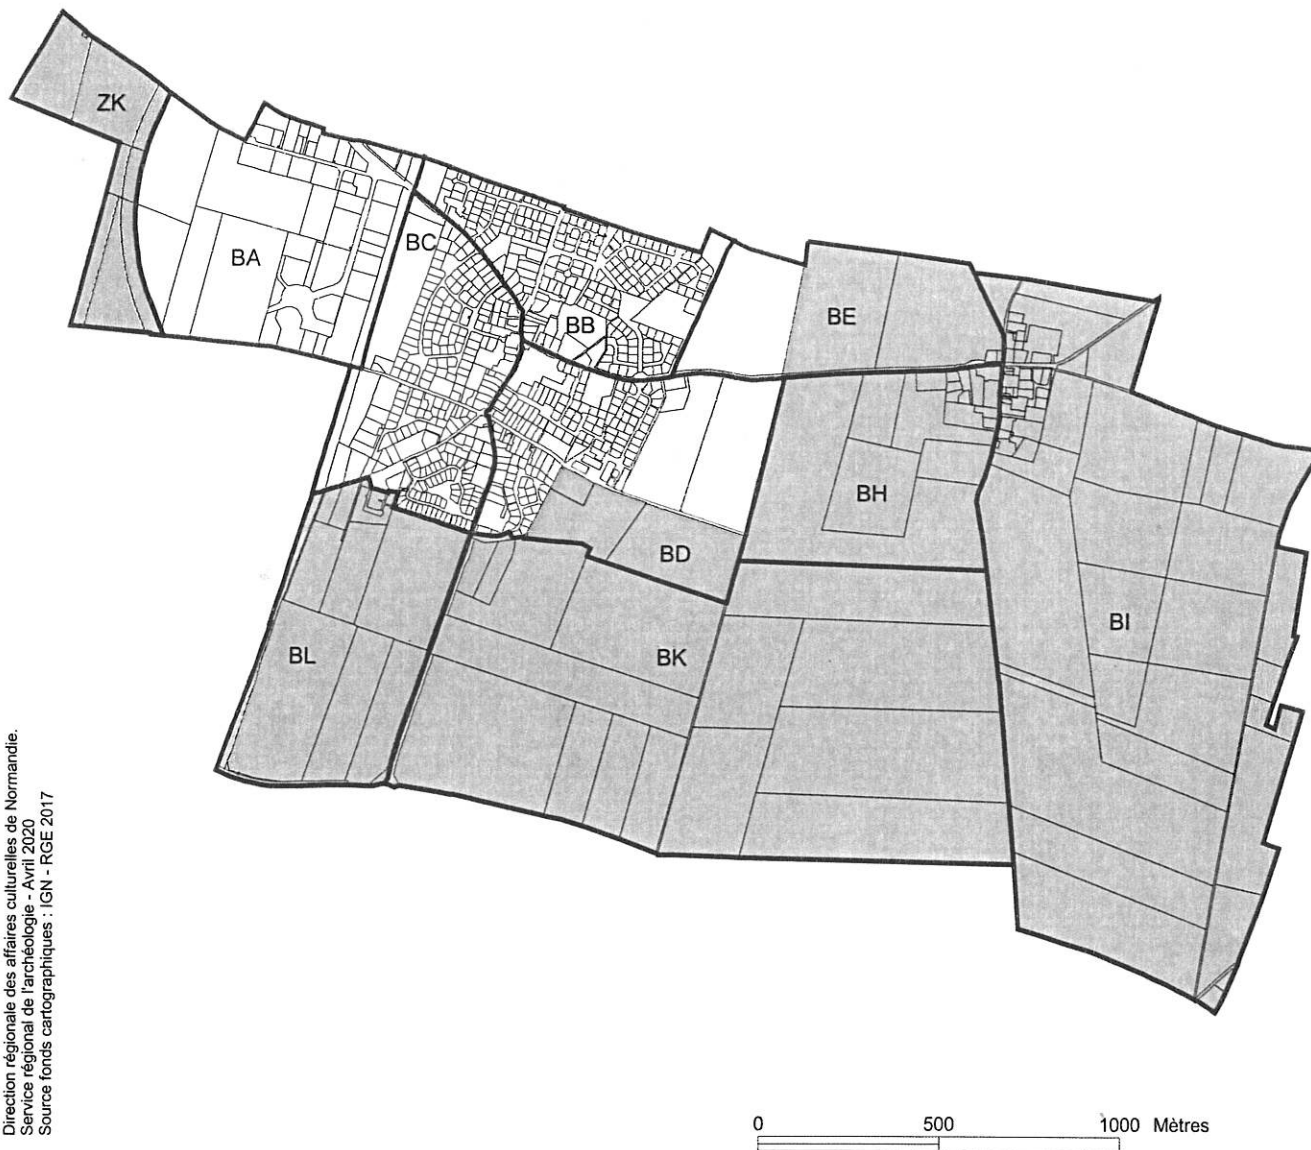 ZK
BA
BC
BB
BE
BH
BD
BI
BL
BK
Direction régionale des affaires culturelles de Normandie.
Service régional de l'archéologie - Avril 2020
Source fonds cartographiques : IGN - RGE 2017
0 500 1000 Mètres